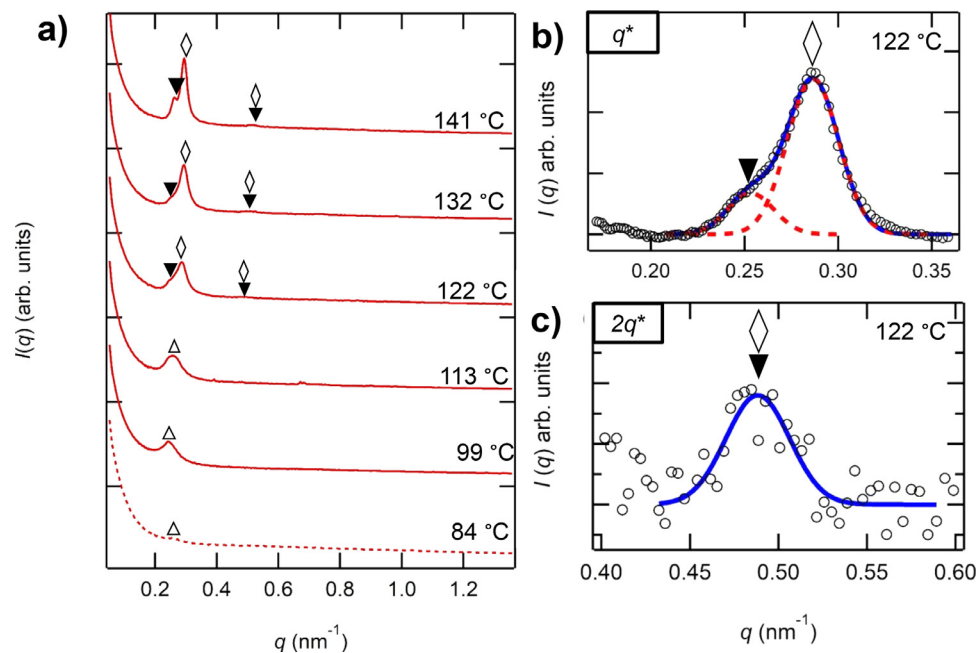 a)
I(q) (arb. units)
141 °C
132 °C
122 °C
113 °C
99 °C
84 °C
0.2 0.4 0.6 0.8 1.0 1.2
q (nm⁻¹)
b)
q*
122 °C
I (q) arb. units
0.20 0.25 0.30 0.35
c)
2q*
122 °C
I (q) arb. units
0.40 0.45 0.50 0.55 0.60
q (nm⁻¹)